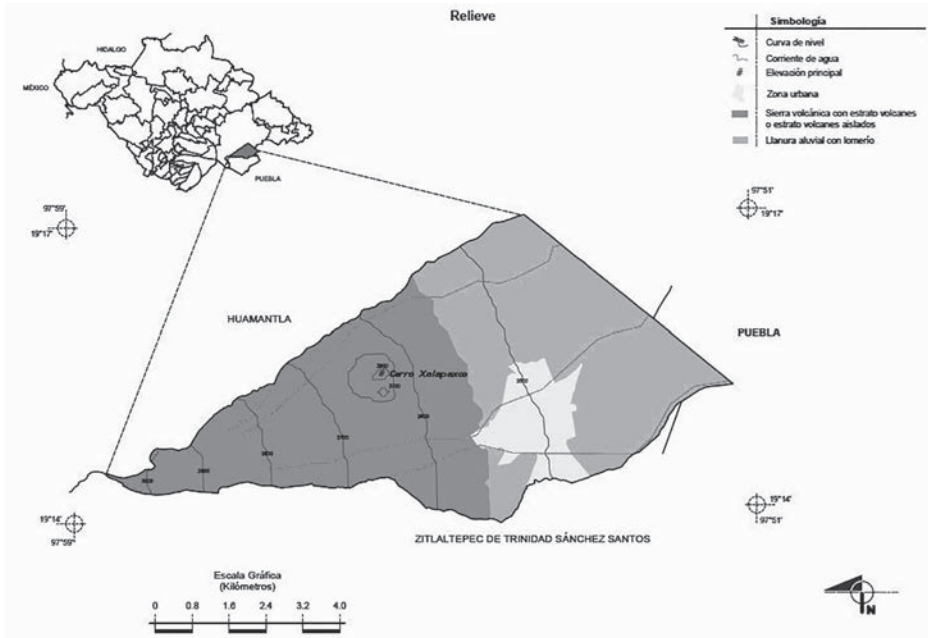 Relieve
Simbología
Curva de nivel
Corriente de agua
Elevación principal
Zona urbana
Sierra volcánica con estrato volcanes
o estrato volcanes aislados
Llanura aluvial con lomerío
HIDALGO
MÉXICO
PUEBLA
97°59'
19°17'
97°51'
19°17'
HUAMANTLA
PUEBLA
Cerro Xalapaxco
2700
19°14'
97°59'
19°14'
97°51'
ZITLALTEPEC DE TRINIDAD SÁNCHEZ SANTOS
Escala Gráfica
(Kilómetros)
0 0.8 1.6 2.4 3.2 4.0
N